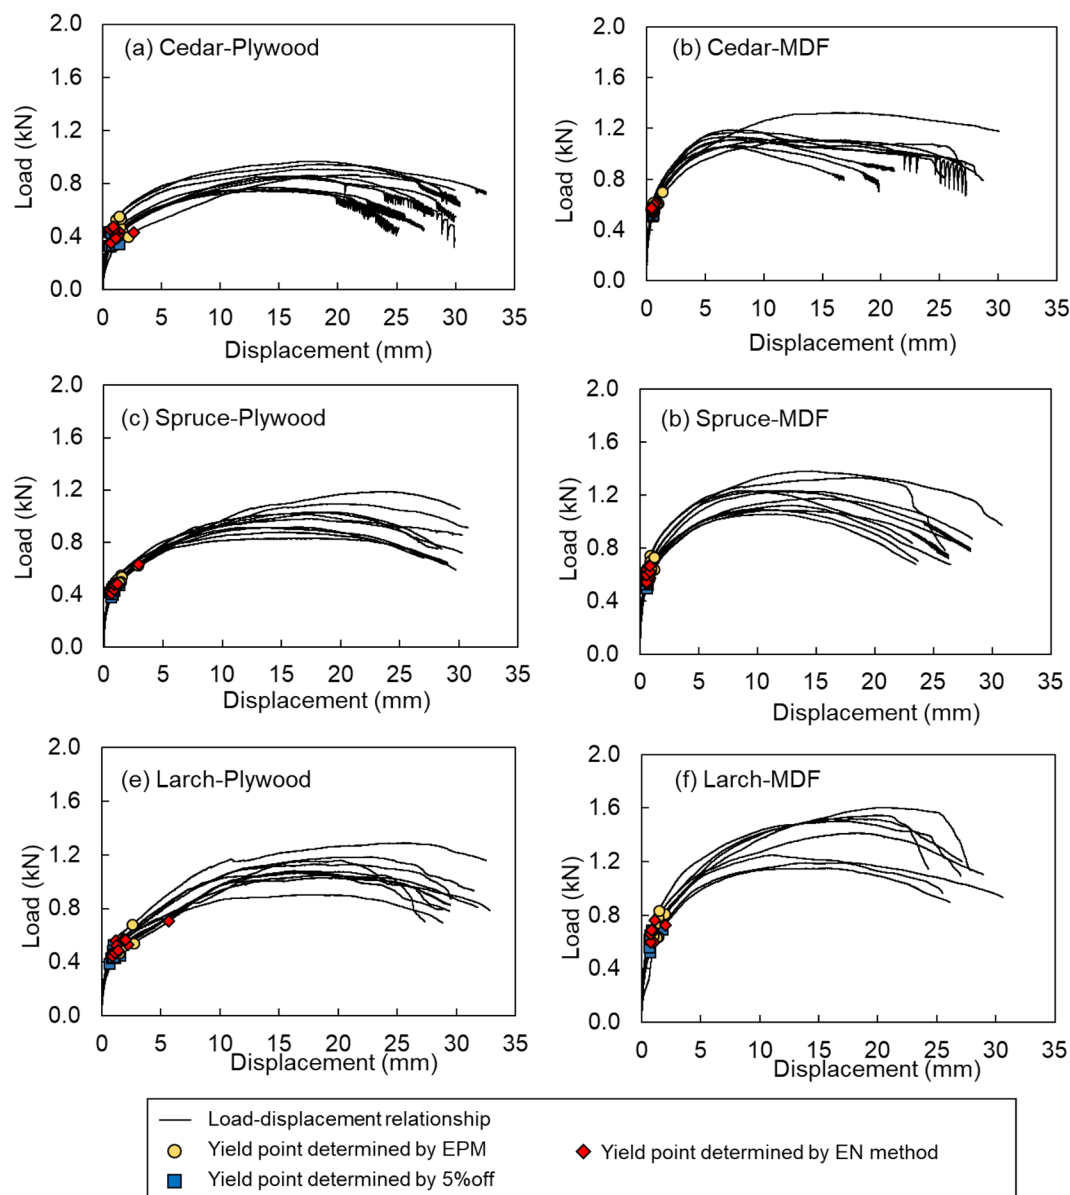 (a) Cedar-Plywood
Load (kN)
2.0
1.6
1.2
0.8
0.4
0.0
0 5 10 15 20 25 30 35
Displacement (mm)
(b) Cedar-MDF
Load (kN)
2.0
1.6
1.2
0.8
0.4
0.0
0 5 10 15 20 25 30 35
Displacement (mm)
(c) Spruce-Plywood
Load (kN)
2.0
1.6
1.2
0.8
0.4
0.0
0 5 10 15 20 25 30 35
Displacement (mm)
(b) Spruce-MDF
Load (kN)
2.0
1.6
1.2
0.8
0.4
0.0
0 5 10 15 20 25 30 35
Displacement (mm)
(e) Larch-Plywood
Load (kN)
2.0
1.6
1.2
0.8
0.4
0.0
0 5 10 15 20 25 30 35
Displacement (mm)
(f) Larch-MDF
Load (kN)
2.0
1.6
1.2
0.8
0.4
0.0
0 5 10 15 20 25 30 35
Displacement (mm)
Load-displacement relationship
Yield point determined by EPM
Yield point determined by EN method
Yield point determined by 5%off